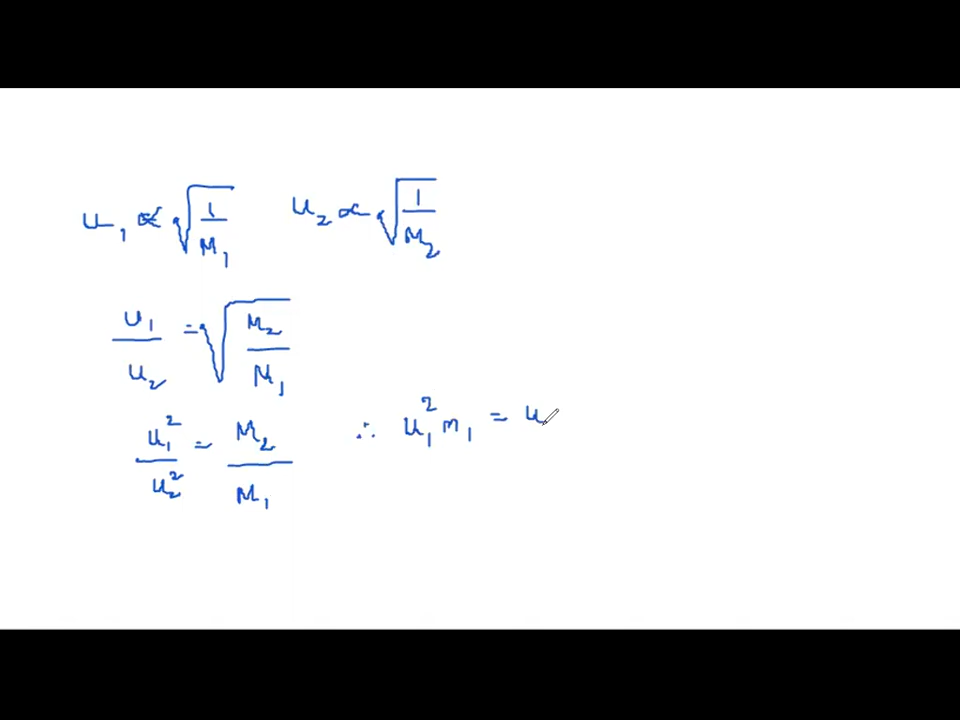 u₁ ∝ √(1/M₁) u₂ ∝ √(1/M₂)
u₁/u₂ = √(M₂/M₁)
u₁²/u₂² = M₂/M₁ ∴ u₁² m₁ = u